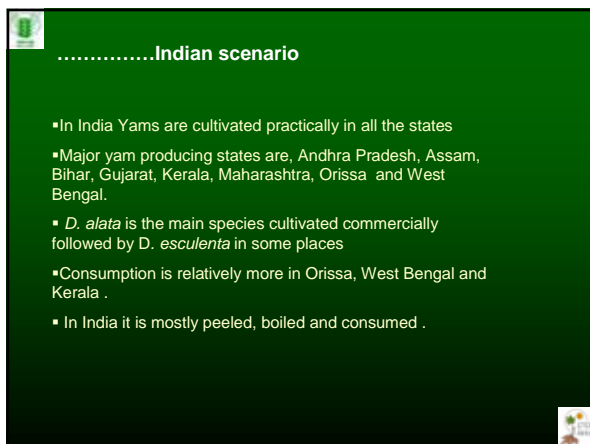 ……………Indian scenario
▪In India Yams are cultivated practically in all the states
▪Major yam producing states are, Andhra Pradesh, Assam,
Bihar, Gujarat, Kerala, Maharashtra, Orissa and West
Bengal.
▪ D. alata is the main species cultivated commercially
followed by D. esculenta in some places
▪Consumption is relatively more in Orissa, West Bengal and
Kerala .
▪ In India it is mostly peeled, boiled and consumed .